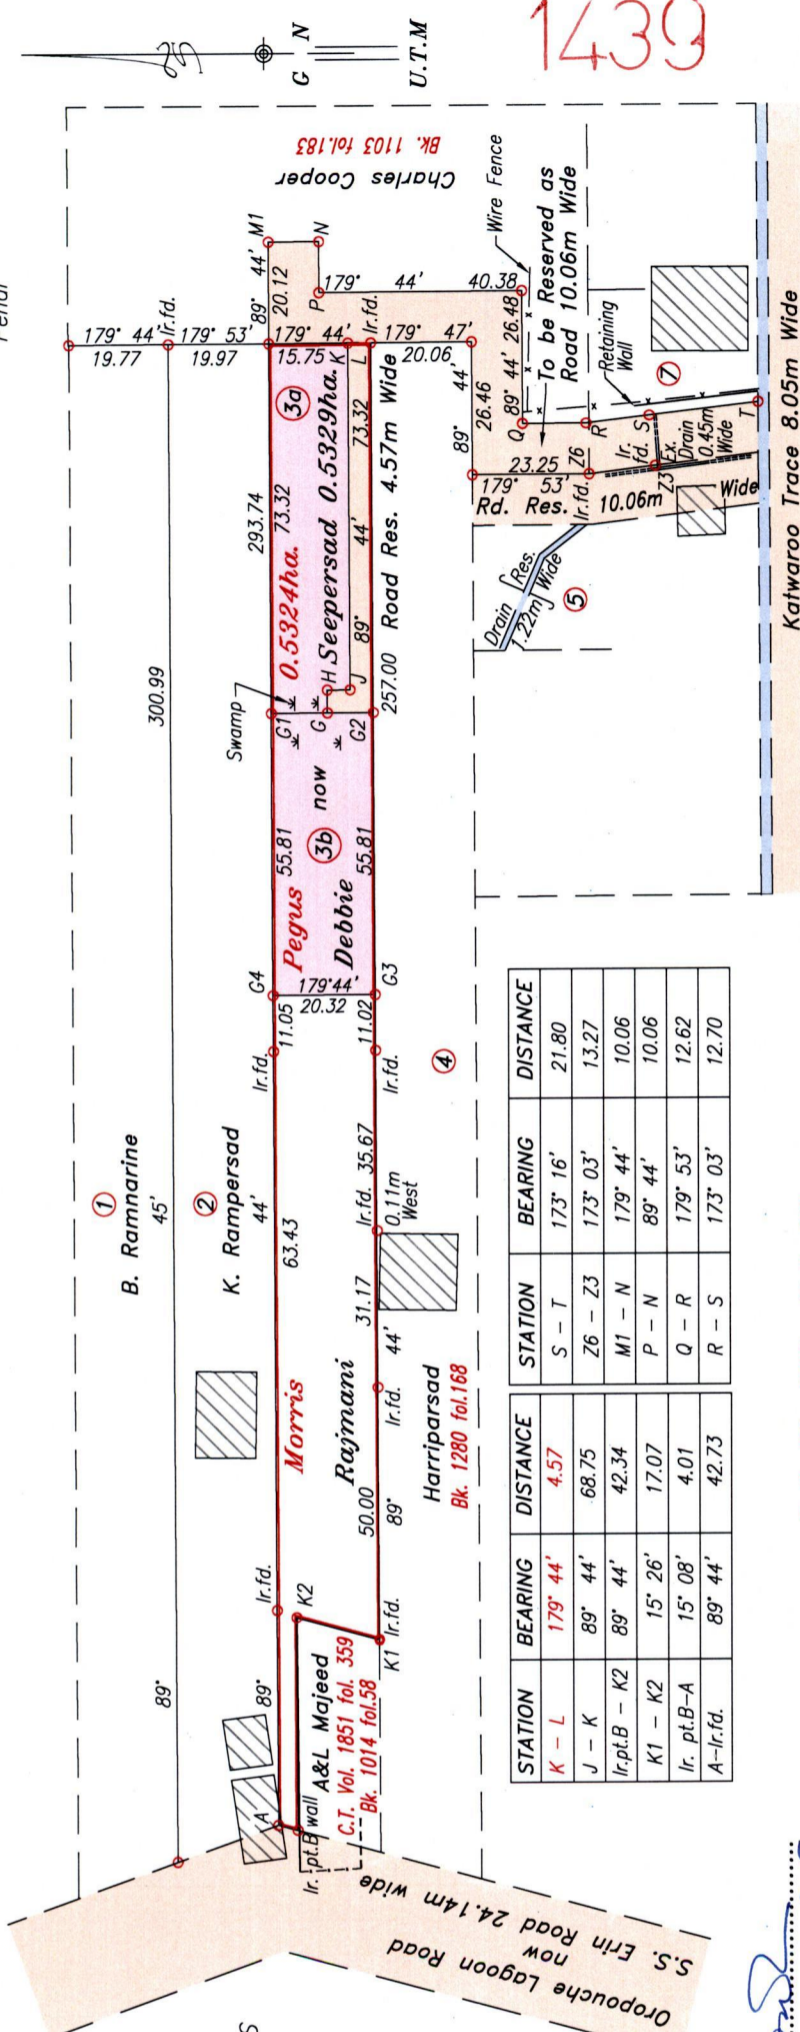 1439
G N
U.T.M
1
B. Ramnarine
89° 45' 300.99
179° 44' 19.77
Ir.fd.
179° 53' 19.97
2
K. Rampersad
89° 44' 293.74
Ir.fd.
63.43
Ir.fd.
11.05
G4
55.81
Swamp
G1
73.32
89° 44' 20.12
M1
N
P
Charles Cooper
Bk. 1103 fol.183
Morris Pegus 0.5324ha.
3a
3b
Rajmani Debbie now Seepersad 0.5329ha.
179° 44' 15.75
K
L
Ir.fd.
G
H
J
G2
89° 44' 73.32
179° 44' 20.32
G3
55.81
11.02
Ir.fd.
35.67
Ir.fd.
0.11m West
31.17
Ir.fd.
50.00
89° 44' 257.00
Road Res. 4.57m Wide
K2
K1
Ir.fd.
A
Ir. pt.B
wall
A&L Majeed
C.T. Vol. 1851 fol. 359
Bk. 1014 fol.58
Harriparsad
Bk. 1280 fol.168
4
179° 47' 20.06
179° 44' 40.38
89° 44' 26.46
89° 44' 26.48
Wire Fence
To be Reserved as
Road 10.06m Wide
Q
R
S
T
179° 53' 23.25
Z6
Ir.fd.
Z3
Ir. fd.
Rd. Res. 10.06m Wide
Retaining Wall
Ex. Drain 0.45m Wide
7
Drain Res.
1.22m Wide
5
Katwaroo Trace 8.05m Wide
Oropouche Lagoon Road
now
S.S. Erin Road 24.14m wide
STATION BEARING DISTANCE
K - L 179° 44' 4.57
J - K 89° 44' 68.75
Ir.pt.B - K2 89° 44' 42.34
K1 - K2 15° 26' 17.07
Ir. pt.B-A 15° 08' 4.01
A-Ir.fd. 89° 44' 42.73
STATION BEARING DISTANCE
S - T 173° 16' 21.80
Z6 - Z3 173° 03' 13.27
M1 - N 179° 44' 10.06
P - N 89° 44' 10.06
Q - R 179° 53' 12.62
R - S 173° 03' 12.70